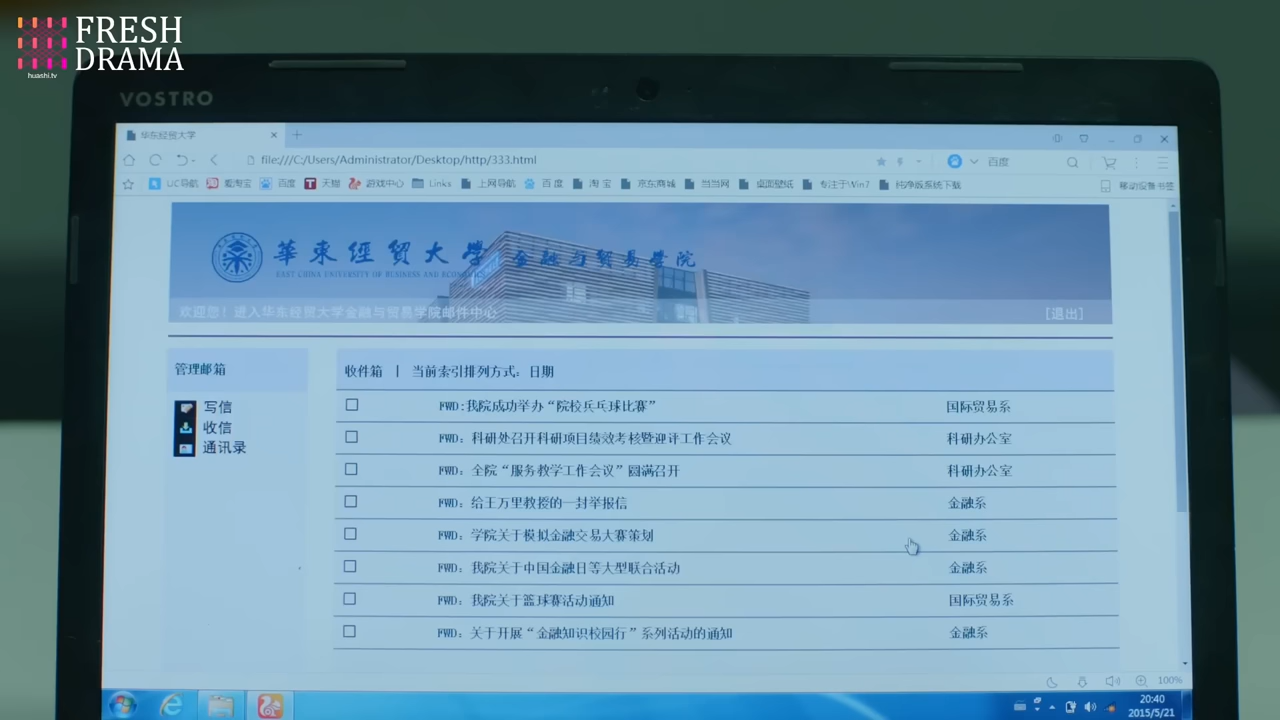 FRESH
DRAMA
huashi.tv
VOSTRO
华东经贸大学
file:///C:/Users/Administrator/Desktop/http/333.html
百度
UC导航 爱淘宝 百度 天猫 游戏中心 Links 上网导航 百度 淘宝 京东商城 当当网 桌面壁纸 专注于Win7 纯净版系统下载 移动设备书签
華東經貿大學 金融与贸易学院
EAST CHINA UNIVERSITY OF BUSINESS AND ECONOMICS
欢迎您！进入华东经贸大学金融与贸易学院邮件中心 [退出]
管理邮箱
写信
收信
通讯录
收件箱 | 当前索引排列方式：日期
FWD:我院成功举办“院校乒乓球比赛” 国际贸易系
FWD：科研处召开科研项目绩效考核暨迎评工作会议 科研办公室
FWD：全院“服务教学工作会议”圆满召开 科研办公室
FWD：给王万里教授的一封举报信 金融系
FWD：学院关于模拟金融交易大赛策划 金融系
FWD：我院关于中国金融日等大型联合活动 金融系
FWD：我院关于篮球赛活动通知 国际贸易系
FWD：关于开展“金融知识校园行”系列活动的通知 金融系
100%
20:40
2015/5/21